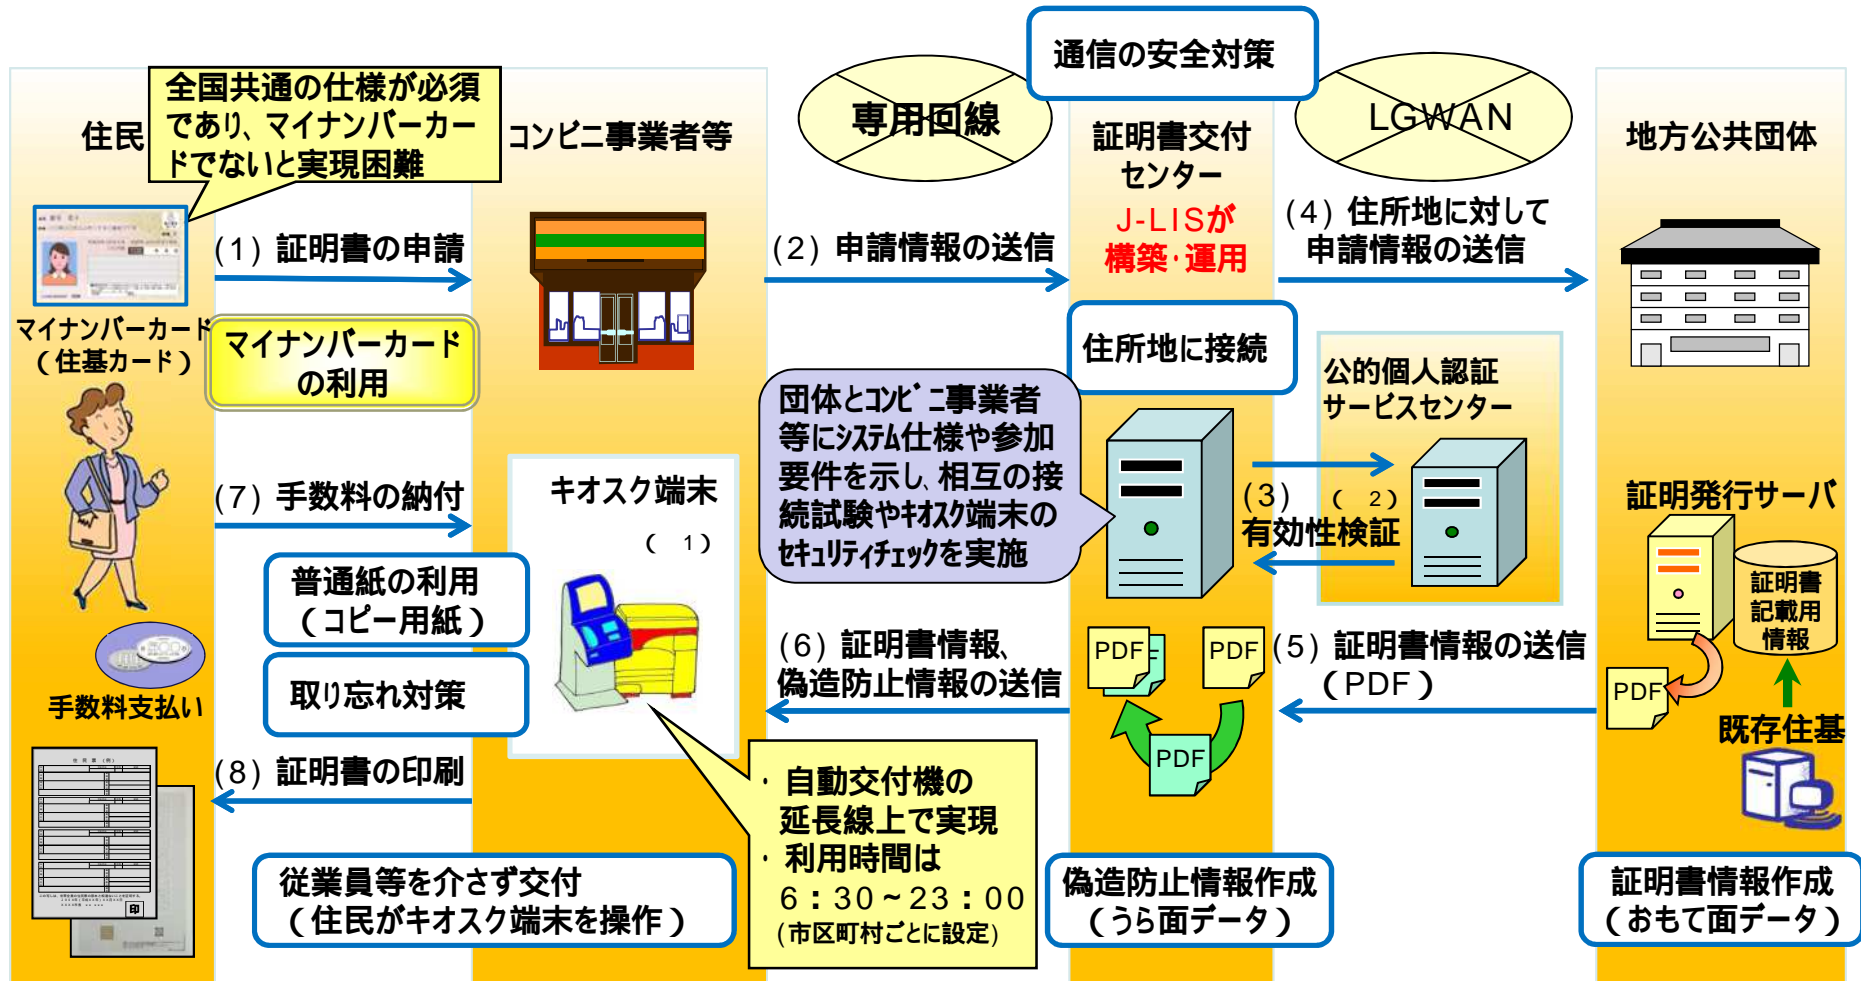 通信の安全対策
全国共通の仕様が必須
であり、マイナンバーカー
ドでないと実現困難
住民
コンビニ事業者等
専用回線
証明書交付
センター
J-LISが
構築・運用
LGWAN
地方公共団体
(1) 証明書の申請
(2) 申請情報の送信
(4) 住所地に対して
申請情報の送信
マイナンバーカード
(住基カード)
マイナンバーカード
の利用
住所地に接続
公的個人認証
サービスセンター
団体とコンビニ事業者
等にシステム仕様や参加
要件を示し、相互の接
続試験やキオスク端末の
セキュリティチェックを実施
(3) ( 2)
有効性検証
(7) 手数料の納付
キオスク端末
( 1)
証明発行サーバ
証明書
記載用
情報
普通紙の利用
(コピー用紙)
取り忘れ対策
手数料支払い
(6) 証明書情報、
偽造防止情報の送信
PDF
PDF
PDF
(5) 証明書情報の送信
(PDF)
PDF
既存住基
(8) 証明書の印刷
印
・自動交付機の
延長線上で実現
・利用時間は
6:30~23:00
(市区町村ごとに設定)
従業員等を介さず交付
(住民がキオスク端末を操作)
偽造防止情報作成
(うら面データ)
証明書情報作成
(おもて面データ)